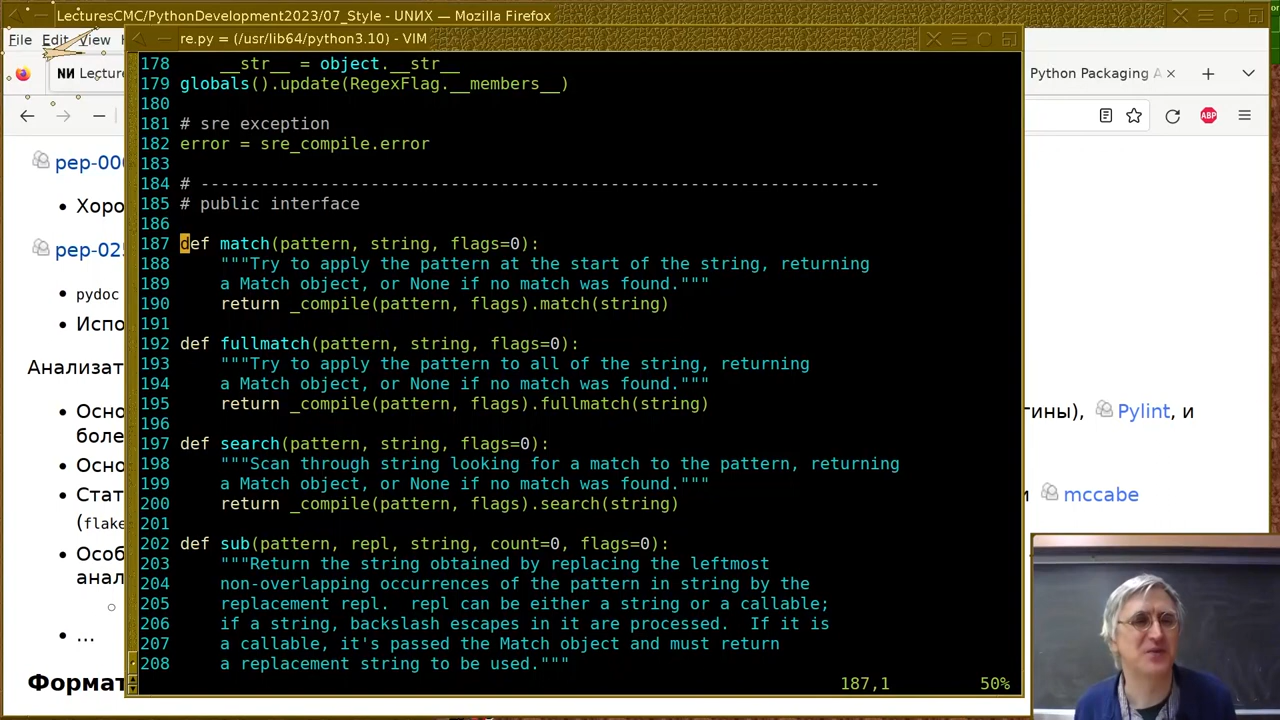 LecturesCMC/PythonDevelopment2023/07_Style - UNИX — Mozilla Firefox
File Edit View
re.py = (/usr/lib64/python3.10) - VIM
NИ Lecture
Python Packaging A
ABP
178     __str__ = object.__str__
179 globals().update(RegexFlag.__members__)
180
181 # sre exception
182 error = sre_compile.error
183
184 # --------------------------------------------------------------------
185 # public interface
186
187 def match(pattern, string, flags=0):
188     """Try to apply the pattern at the start of the string, returning
189     a Match object, or None if no match was found."""
190     return _compile(pattern, flags).match(string)
191
192 def fullmatch(pattern, string, flags=0):
193     """Try to apply the pattern to all of the string, returning
194     a Match object, or None if no match was found."""
195     return _compile(pattern, flags).fullmatch(string)
196
197 def search(pattern, string, flags=0):
198     """Scan through string looking for a match to the pattern, returning
199     a Match object, or None if no match was found."""
200     return _compile(pattern, flags).search(string)
201
202 def sub(pattern, repl, string, count=0, flags=0):
203     """Return the string obtained by replacing the leftmost
204     non-overlapping occurrences of the pattern in string by the
205     replacement repl.  repl can be either a string or a callable;
206     if a string, backslash escapes in it are processed.  If it is
207     a callable, it's passed the Match object and must return
208     a replacement string to be used."""
187,1 50%
pep-00
Хоро
pep-025
pydoc
Испо
Анализат
Осно
боле
Осно
Стат
(flake
Особ
анал
...
Формат
тины), Pylint, и
и mccabe